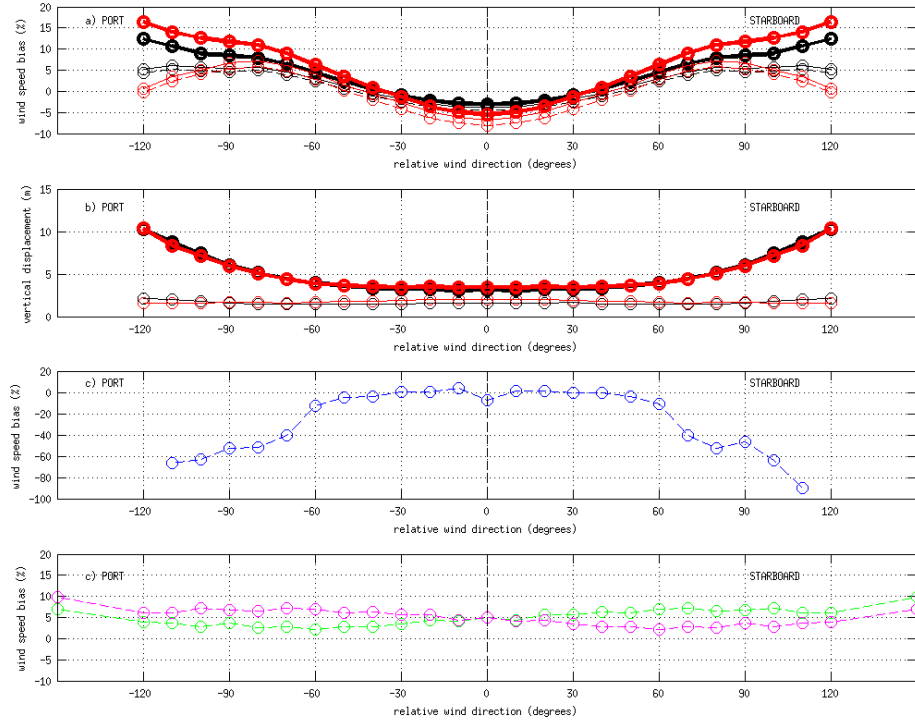 20
a) PORT STARBOARD
15
10
5
0
-5
-10
wind speed bias (%)
-120 -90 -60 -30 0 30 60 90 120
relative wind direction (degrees)
15
b) PORT STARBOARD
10
5
0
vertical displacement (m)
-120 -90 -60 -30 0 30 60 90 120
relative wind direction (degrees)
20
c) PORT STARBOARD
0
-20
-40
-60
-80
-100
wind speed bias (%)
-120 -90 -60 -30 0 30 60 90 120
relative wind direction (degrees)
20
c) PORT STARBOARD
15
10
5
0
-5
-10
wind speed bias (%)
-120 -90 -60 -30 0 30 60 90 120
relative wind direction (degrees)